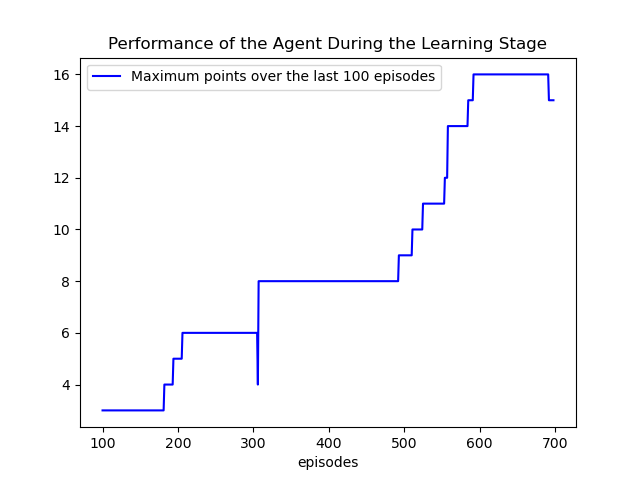 Performance of the Agent During the Learning Stage
Maximum points over the last 100 episodes
16
14
12
10
8
6
4
100 200 300 400 500 600 700
episodes